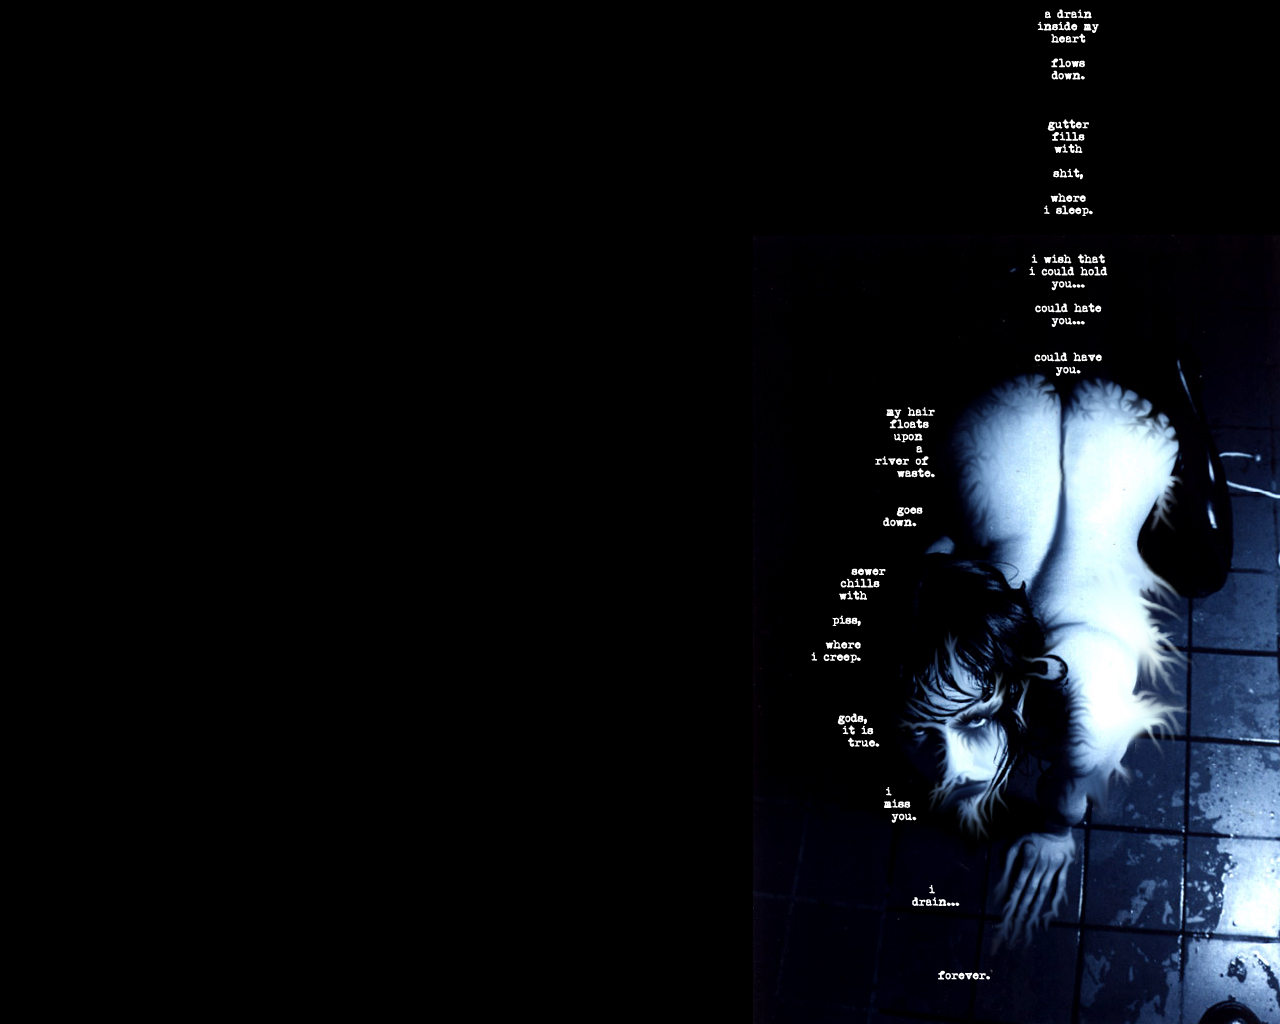 a drain
inside my
heart
flows
down.
gutter
fills
with
shit,
where
i sleep.
i wish that
i could hold
you...
could hate
you...
could have
you.
my hair
floats
upon
a
river of
waste.
goes
down.
sewer
chills
with
piss,
where
i creep.
gods,
it is
true.
i
miss
you.
i
drain...
forever.